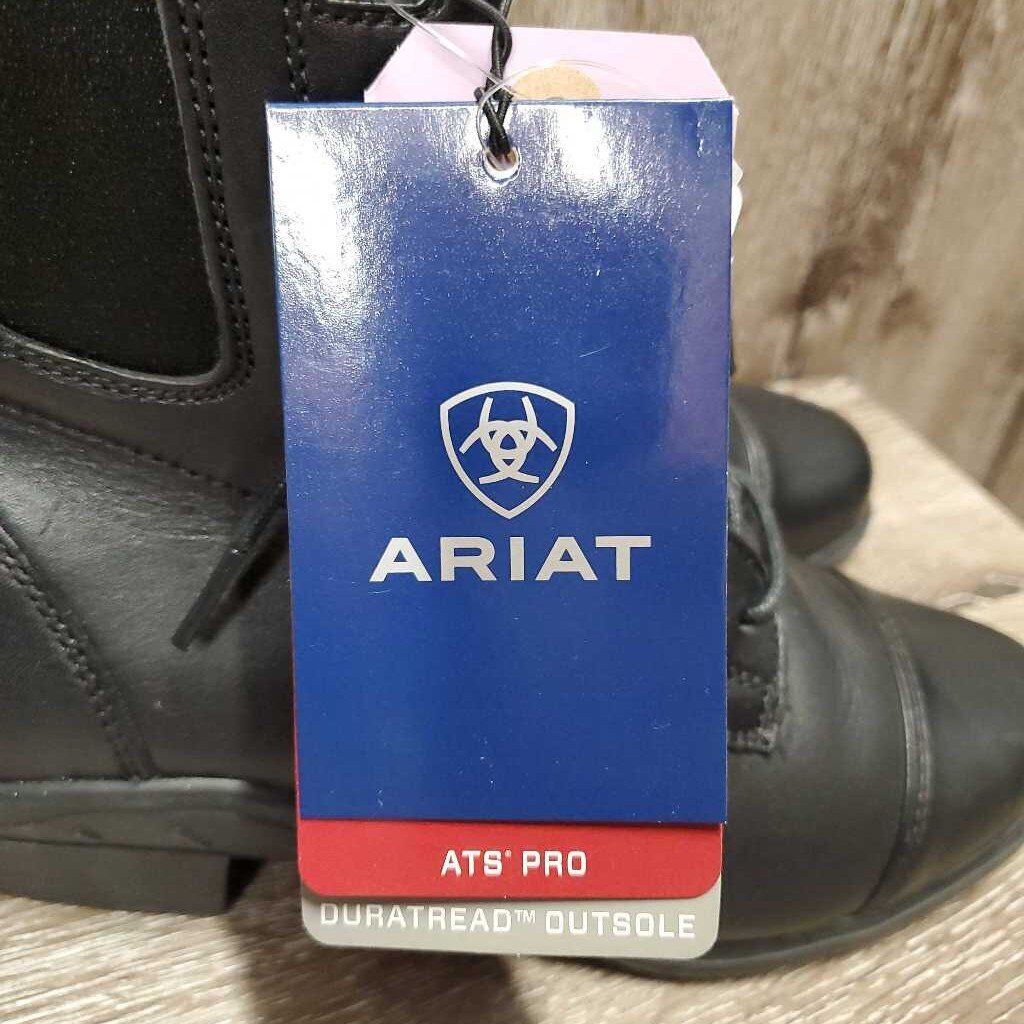 ARIAT
ATS® PRO
DURATREAD™ OUTSOLE